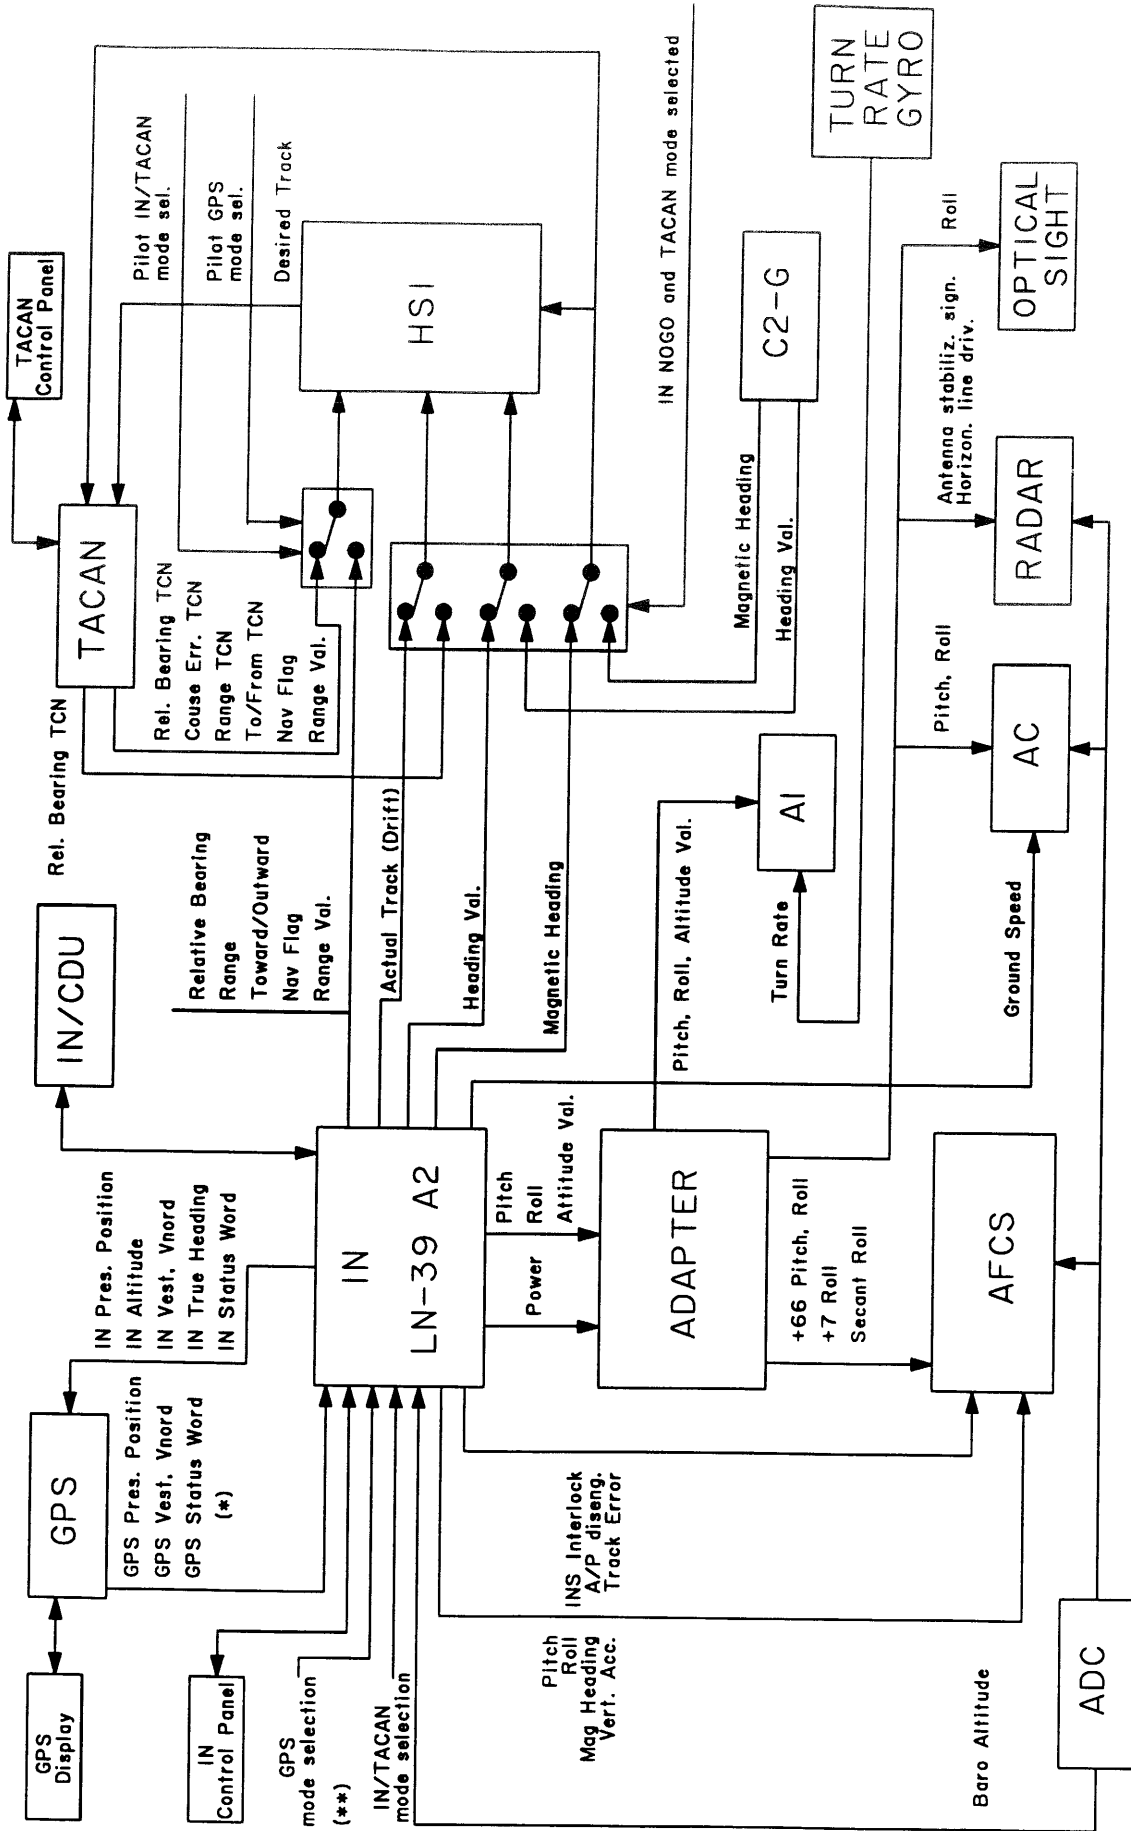 GPS
Display
GPS
GPS Pres. Position
GPS Vest, Vnord
GPS Status Word
(*)
IN Pres. Position
IN Altitude
IN Vest, Vnord
IN True Heading
IN Status Word
IN/CDU
TACAN
Control Panel
TACAN
Rel. Bearing TCN
Rel. Bearing TCN
Couse Err. TCN
Range TCN
To/From TCN
Nav Flag
Range Val.
Pilot IN/TACAN
mode sel.
Pilot GPS
mode sel.
Desired Track
HSI
IN
Control Panel
GPS
mode selection
(**)
IN/TACAN
mode selection
IN
LN-39 A2
Relative Bearing
Range
Toward/Outward
Nav Flag
Range Val.
Actual Track (Drift)
Heading Val.
Magnetic Heading
IN NOGO and TACAN mode selected
C2-G
Magnetic Heading
Heading Val.
Power
Pitch
Roll
Attitude Val.
ADAPTER
Pitch, Roll, Altitude Val.
AI
Turn Rate
TURN
RATE
GYRO
INS Interlock
A/P diseng.
Track Error
Pitch
Roll
Mag Heading
Vert. Acc.
+66 Pitch, Roll
+7 Roll
Secant Roll
AFCS
Ground Speed
AC
Pitch, Roll
RADAR
Antenna stabiliz. sign.
Horizon. line driv.
Roll
OPTICAL
SIGHT
Baro Altitude
ADC